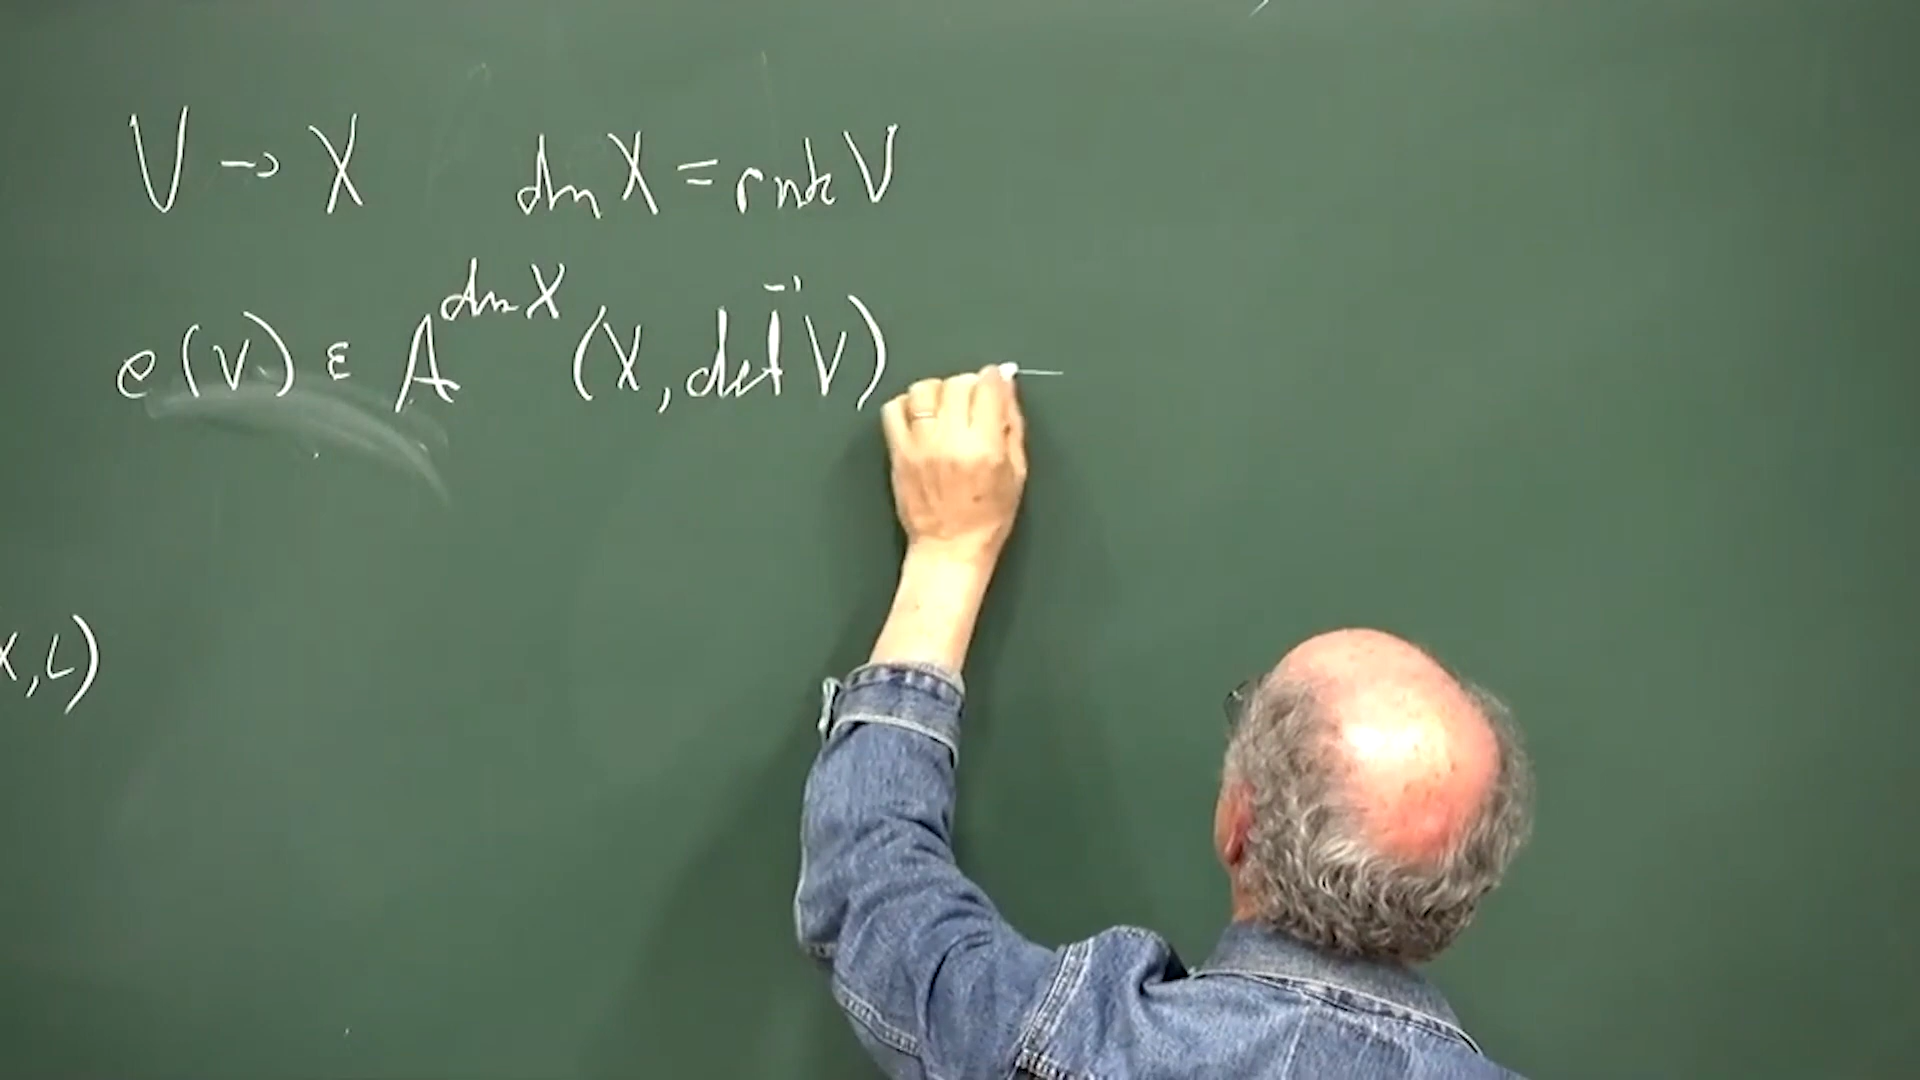 V → X dim X = rnk V
e(V) ∈ A^{dim X} (X, det^{-1} V) —
X, L)